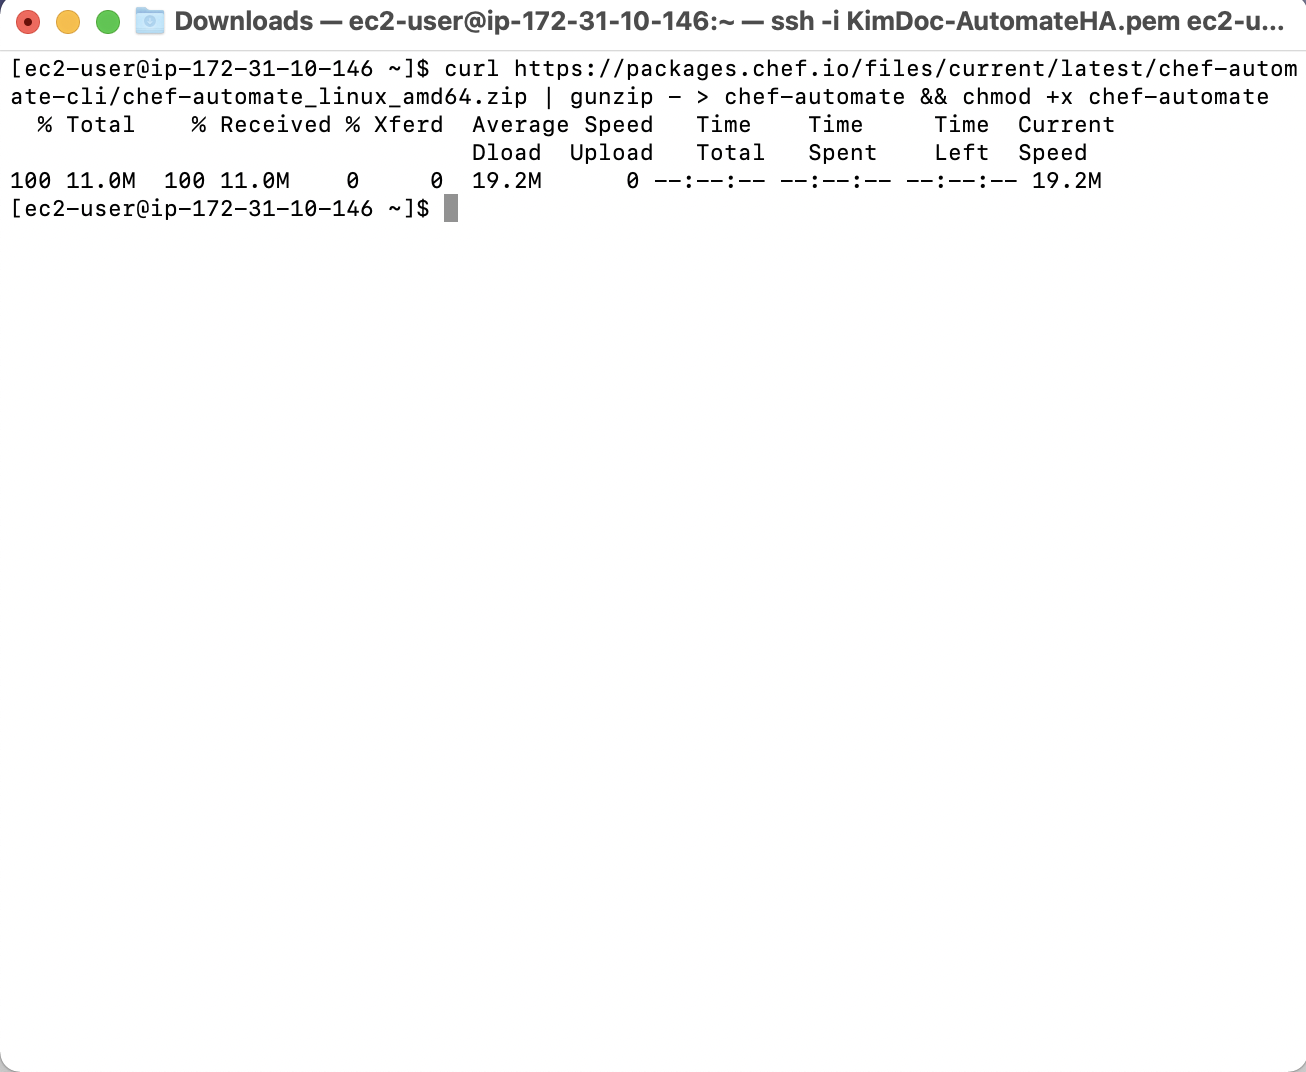 Downloads — ec2-user@ip-172-31-10-146:~ — ssh -i KimDoc-AutomateHA.pem ec2-u...
[ec2-user@ip-172-31-10-146 ~]$ curl https://packages.chef.io/files/current/latest/chef-autom
ate-cli/chef-automate_linux_amd64.zip | gunzip - > chef-automate && chmod +x chef-automate
  % Total    % Received % Xferd  Average Speed   Time    Time     Time  Current
                                 Dload  Upload   Total   Spent    Left  Speed
100 11.0M  100 11.0M    0     0  19.2M      0 --:--:-- --:--:-- --:--:-- 19.2M
[ec2-user@ip-172-31-10-146 ~]$